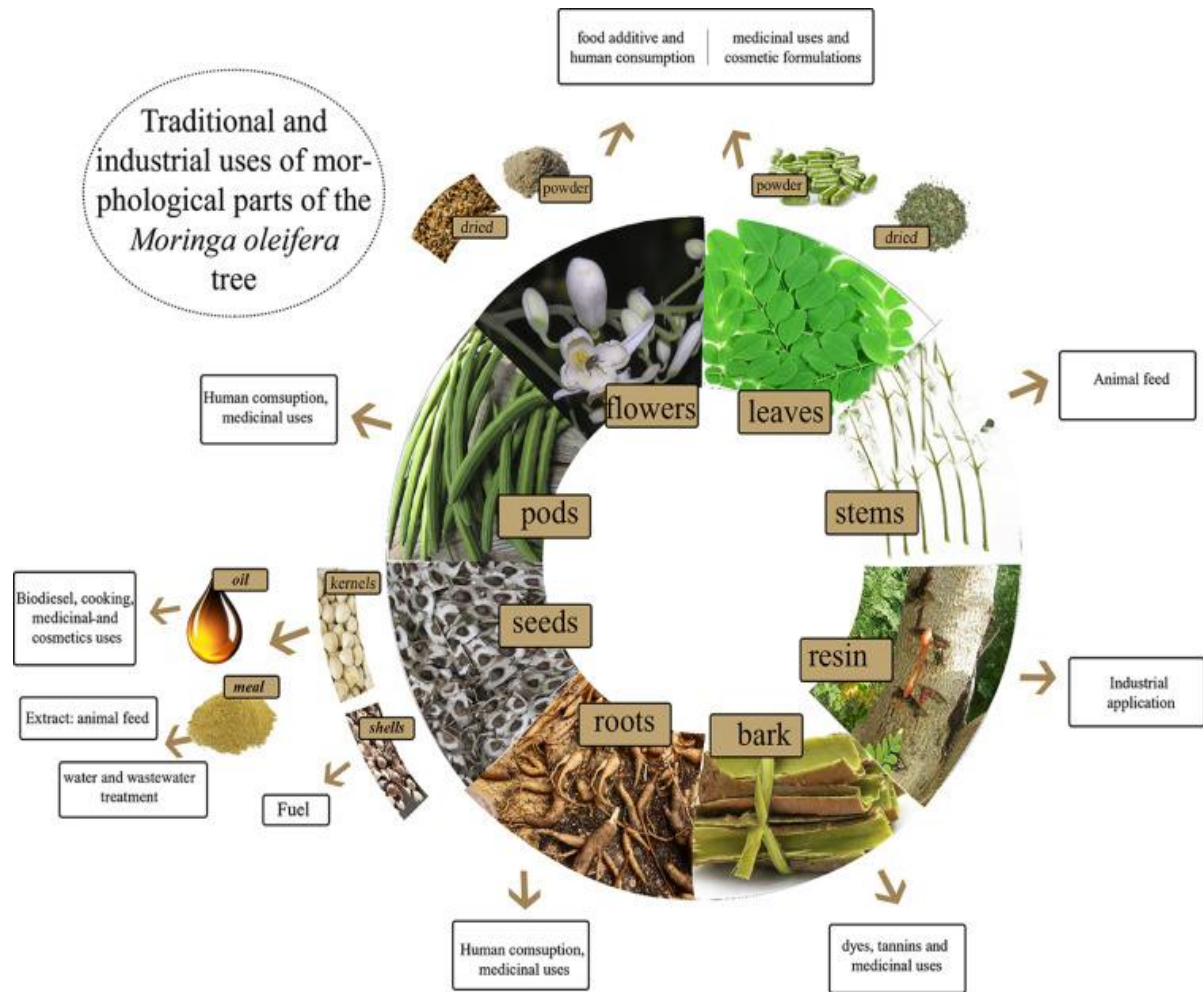 food additive and
human consumption
medicinal uses and
cosmetic formulations
Traditional and
industrial uses of mor-
phological parts of the
Moringa oleifera
tree
powder
dried
powder
dried
flowers
leaves
Human comsuption,
medicinal uses
Animal feed
pods
stems
oil
kernels
Biodiesel, cooking,
medicinal-and
cosmetics uses
seeds
resin
meal
Extract: animal feed
shells
roots
bark
Industrial
application
water and wastewater
treatment
Fuel
Human comsuption,
medicinal uses
dyes, tannins and
medicinal uses